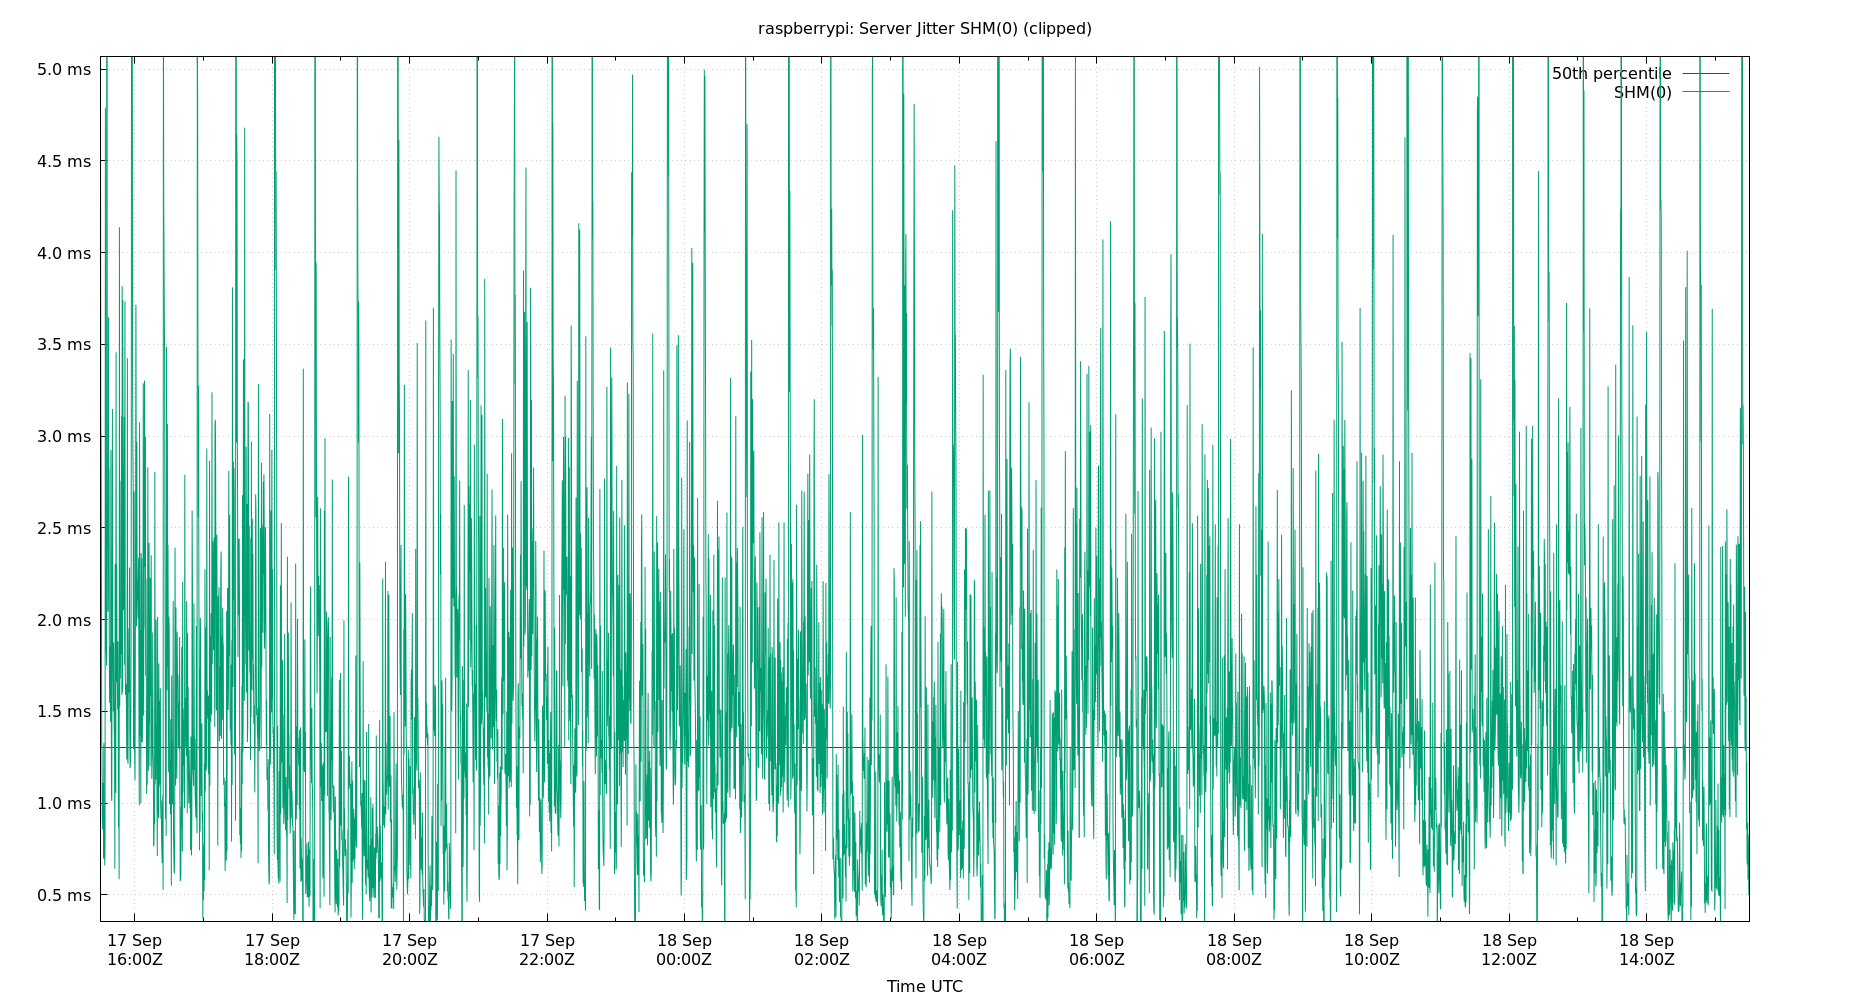 raspberrypi: Server Jitter SHM(0) (clipped)
5.0 ms
50th percentile
SHM(0)
4.5 ms
4.0 ms
3.5 ms
3.0 ms
2.5 ms
2.0 ms
1.5 ms
1.0 ms
0.5 ms
17 Sep 17 Sep 17 Sep 17 Sep 18 Sep 18 Sep 18 Sep 18 Sep 18 Sep 18 Sep 18 Sep 18 Sep
16:00Z 18:00Z 20:00Z 22:00Z 00:00Z 02:00Z 04:00Z 06:00Z 08:00Z 10:00Z 12:00Z 14:00Z
Time UTC